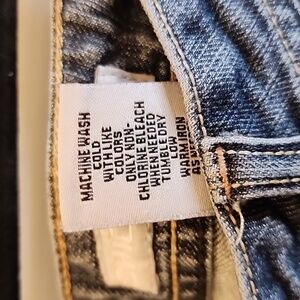 MACHINE WASH
COLD
WITH LIKE
COLORS
ONLY NON-
CHLORINE BLEACH
WHEN NEEDED
TUMBLE DRY
LOW
WARM IRON
AS NEEDED